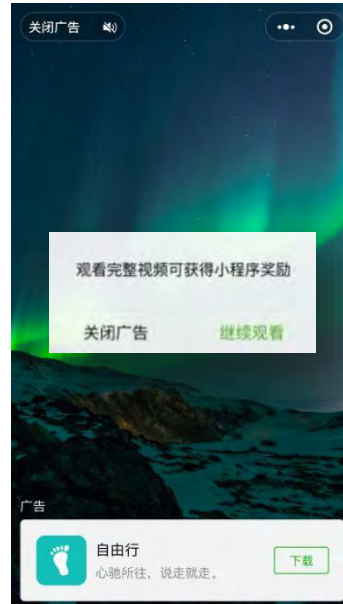 关闭广告
观看完整视频可获得小程序奖励
关闭广告 继续观看
广告
自由行
心驰所往，说走就走。
下载